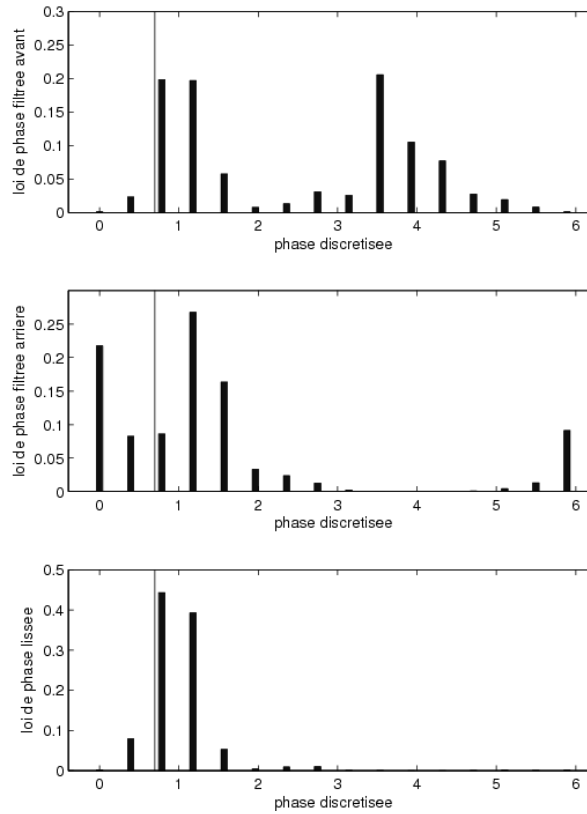 loi de phase filtree avant
0.3
0.25
0.2
0.15
0.1
0.05
0
0 1 2 3 4 5 6
phase discretisee
loi de phase filtree arriere
0.25
0.2
0.15
0.1
0.05
0
0 1 2 3 4 5 6
phase discretisee
loi de phase lissee
0.5
0.4
0.3
0.2
0.1
0
0 1 2 3 4 5 6
phase discretisee